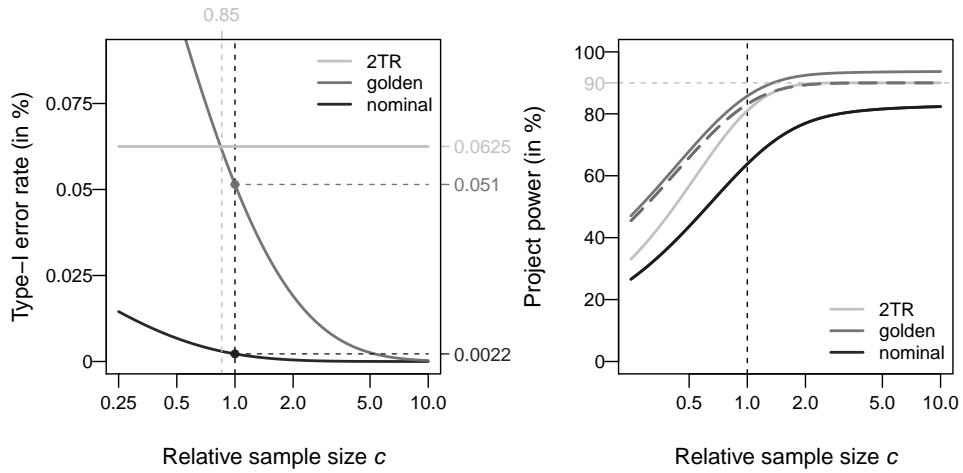 0.85
2TR
golden
nominal
0.075
0.05
0.025
0
0.0625
0.051
0.0022
0.25
0.5
1.0
2.0
5.0
10.0
Type−I error rate (in %)
Relative sample size c
100
90
80
60
40
20
0
2TR
golden
nominal
0.5
1.0
2.0
5.0
10.0
Project power (in %)
Relative sample size c